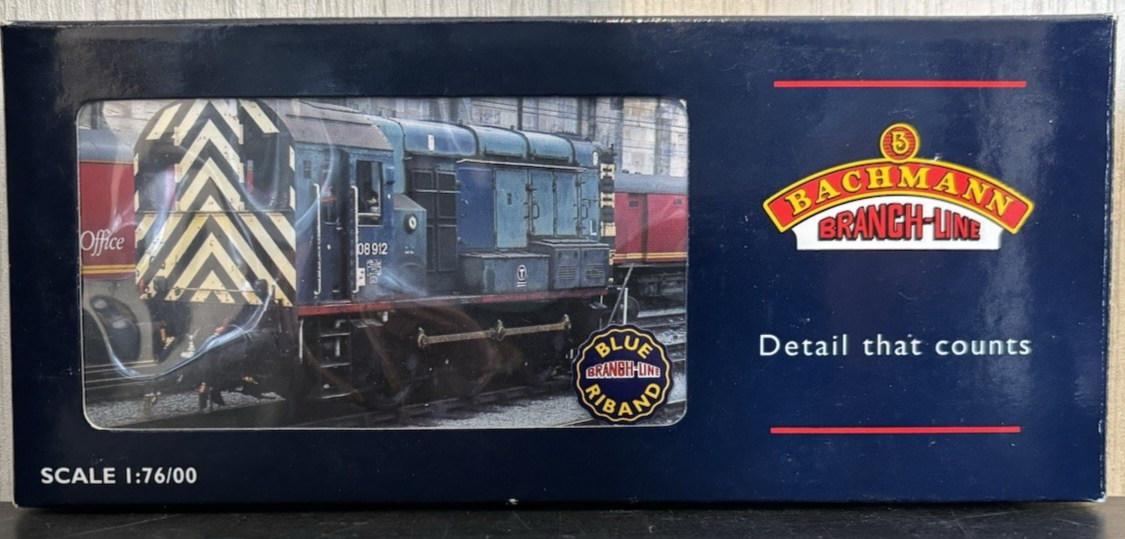 B
BACHMANN
BRANCH-LINE
Office
08 912
T
L
BLUE
BRANCH-LINE
RIBAND
Detail that counts
SCALE 1:76/00